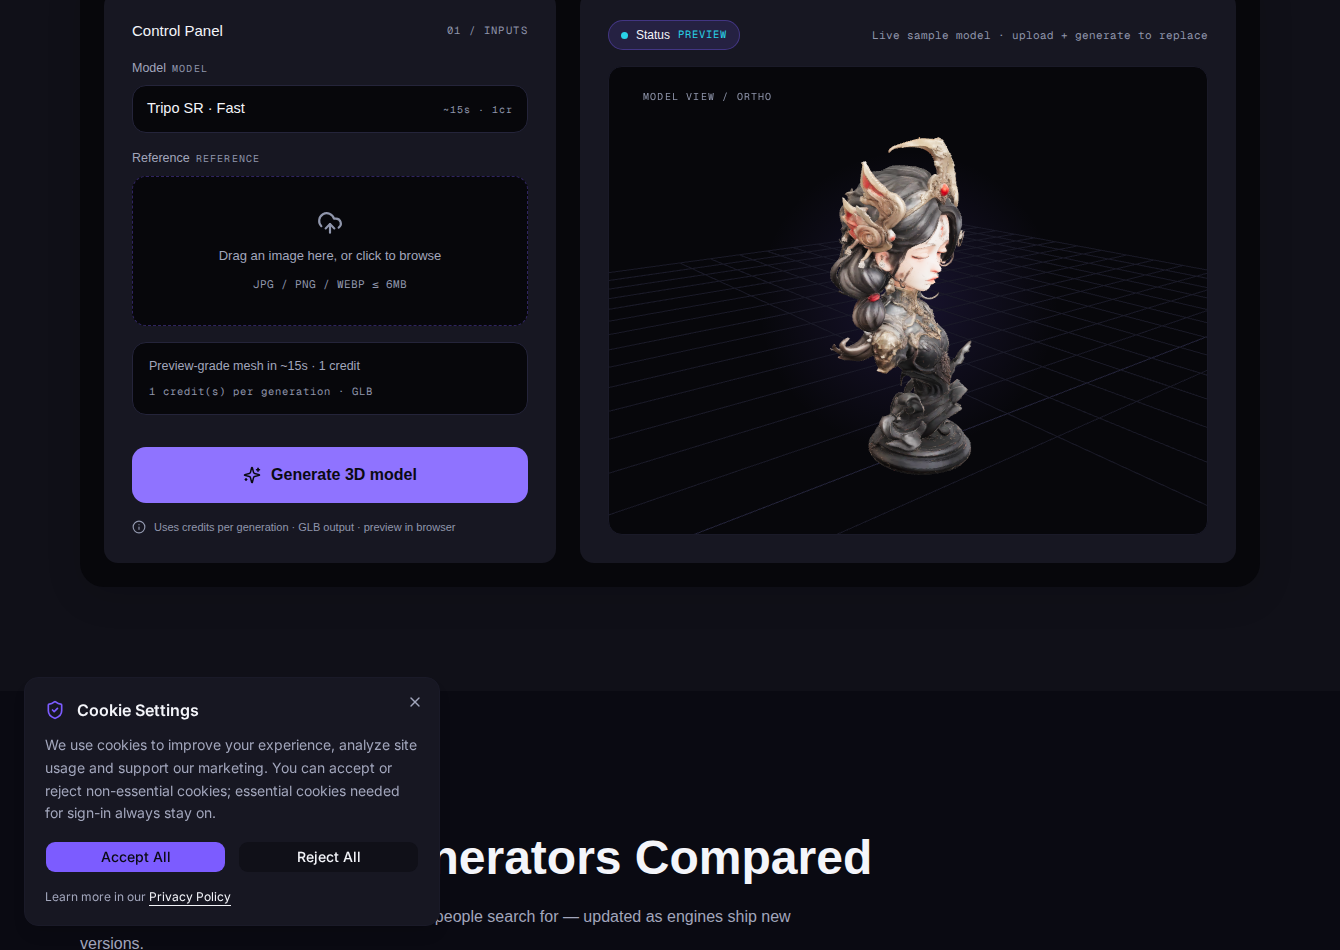 Control Panel
01 / INPUTS
Model MODEL
Tripo SR · Fast
~15s · 1cr
Reference REFERENCE
Drag an image here, or click to browse
JPG / PNG / WEBP ≤ 6MB
Preview-grade mesh in ~15s · 1 credit
1 credit(s) per generation · GLB
Generate 3D model
Uses credits per generation · GLB output · preview in browser
Status PREVIEW
Live sample model · upload + generate to replace
MODEL VIEW / ORTHO
Cookie Settings
We use cookies to improve your experience, analyze site
usage and support our marketing. You can accept or
reject non-essential cookies; essential cookies needed
for sign-in always stay on.
Accept All
Reject All
Learn more in our Privacy Policy
nerators Compared
people search for — updated as engines ship new
versions.